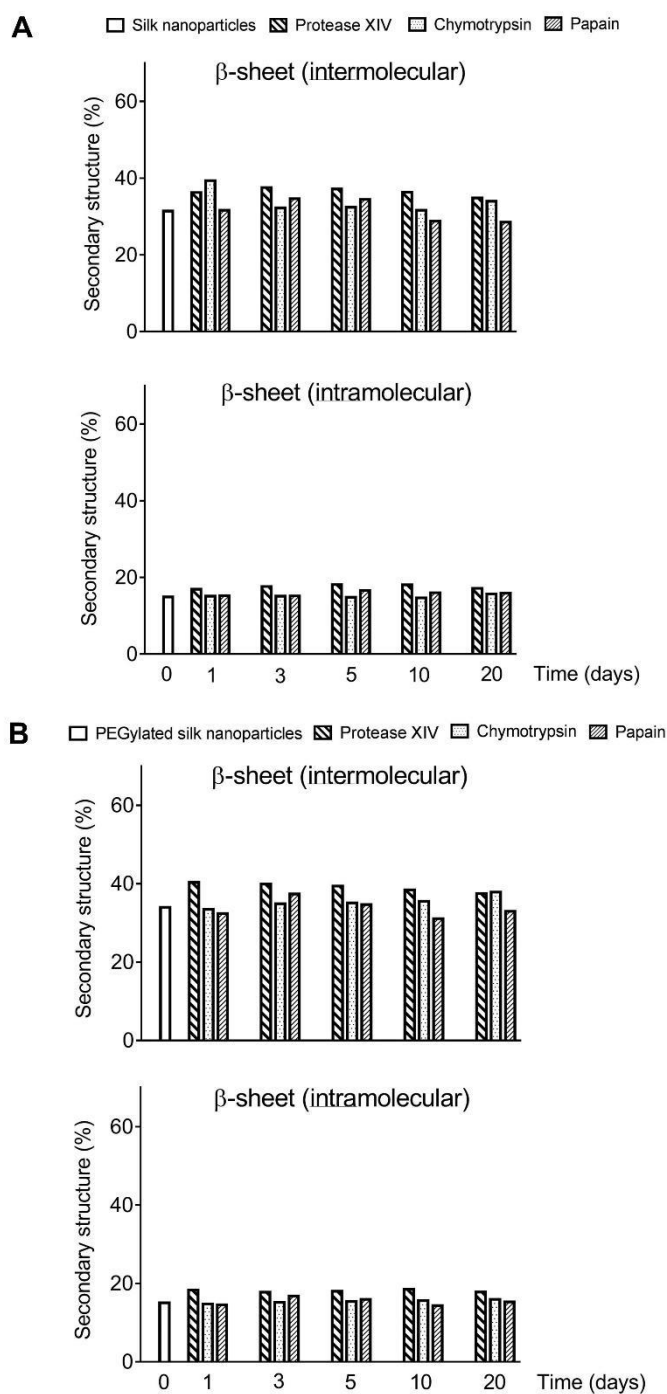 A
Silk nanoparticles Protease XIV Chymotrypsin Papain
β-sheet (intermolecular)
Secondary structure (%)
60
40
20
0
β-sheet (intramolecular)
Secondary structure (%)
60
40
20
0
0 1 3 5 10 20 Time (days)
B
PEGylated silk nanoparticles Protease XIV Chymotrypsin Papain
β-sheet (intermolecular)
Secondary structure (%)
60
40
20
0
β-sheet (intramolecular)
Secondary structure (%)
60
40
20
0
0 1 3 5 10 20 Time (days)